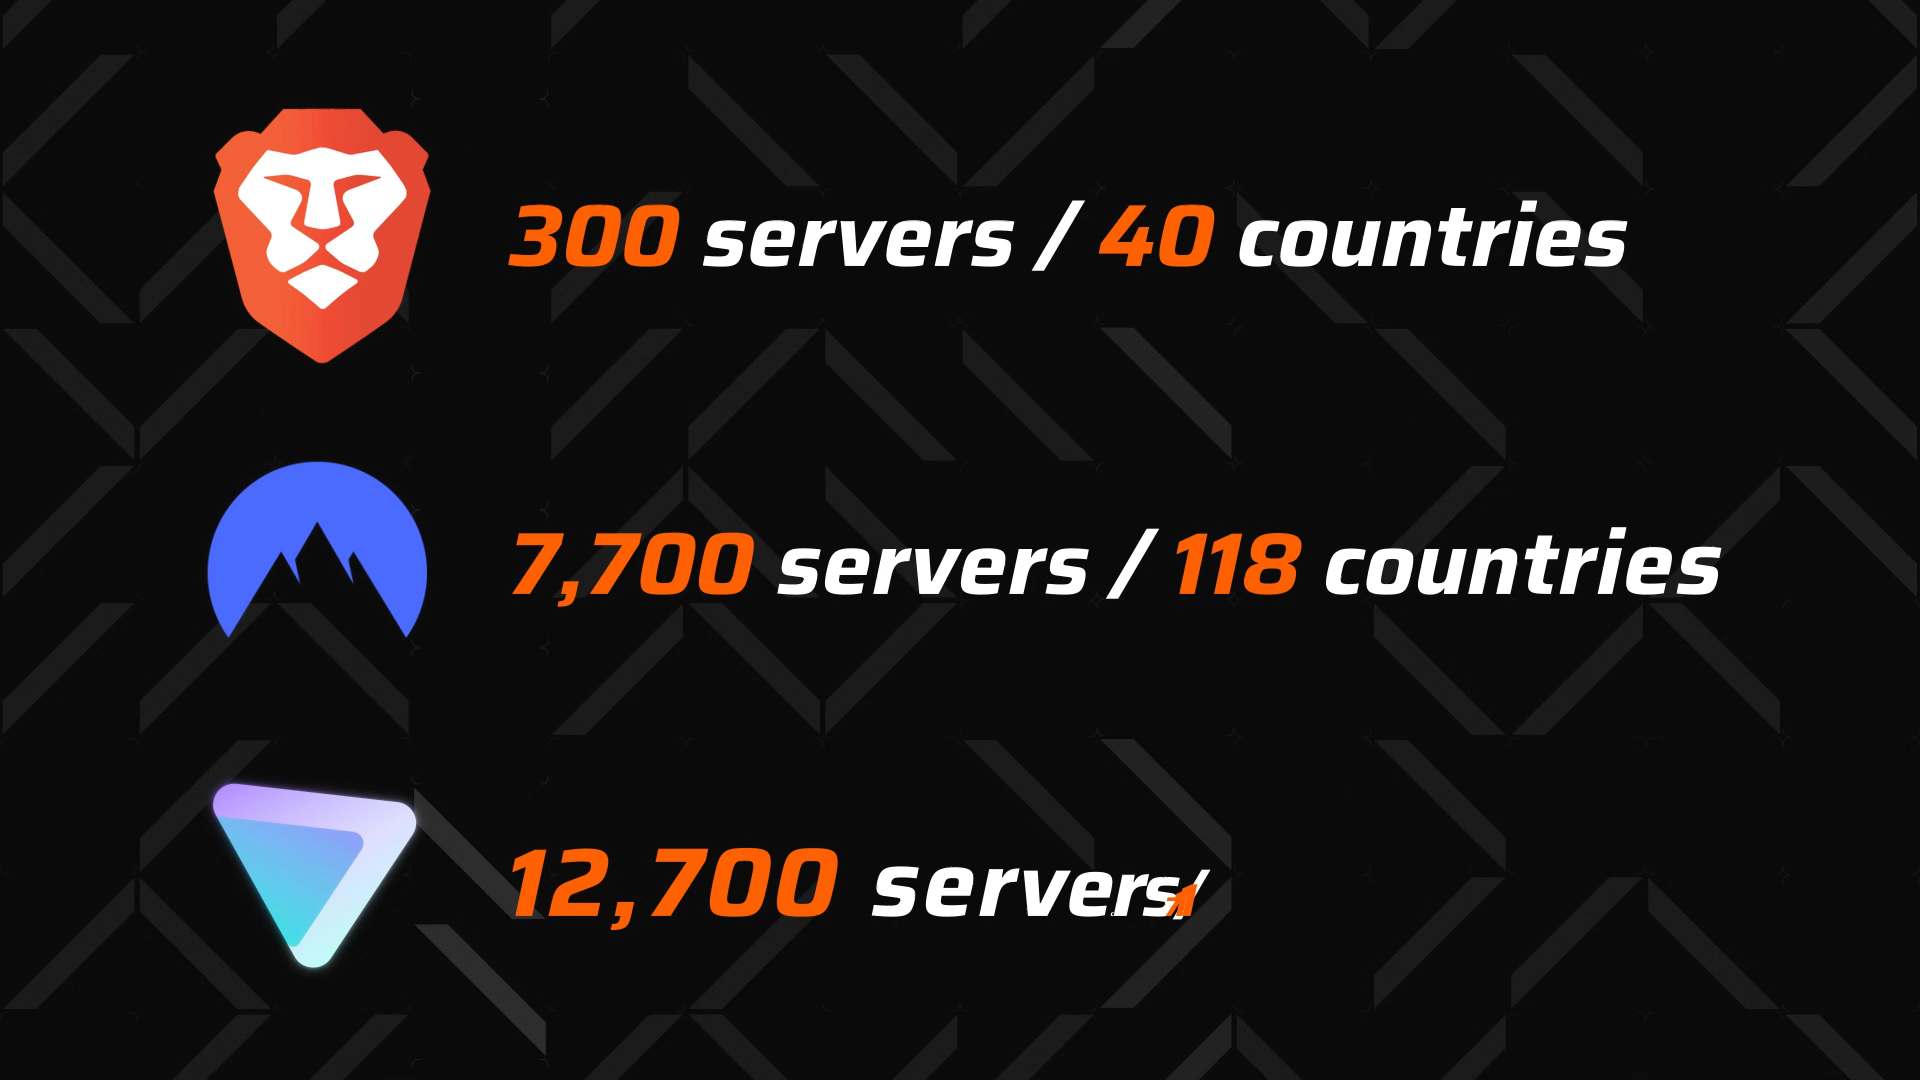 300 servers / 40 countries
7,700 servers / 118 countries
12,700 servers /